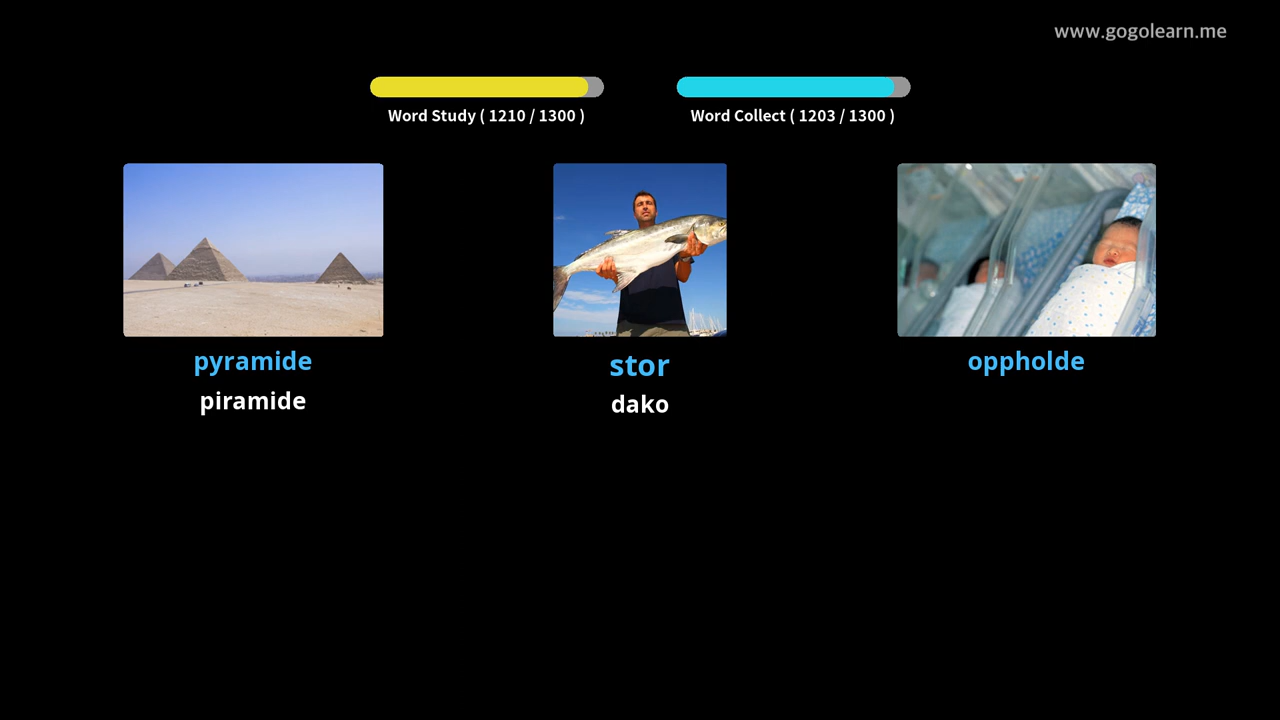 www.gogolearn.me
Word Study ( 1210 / 1300 )
Word Collect ( 1203 / 1300 )
pyramide
piramide
stor
dako
oppholde